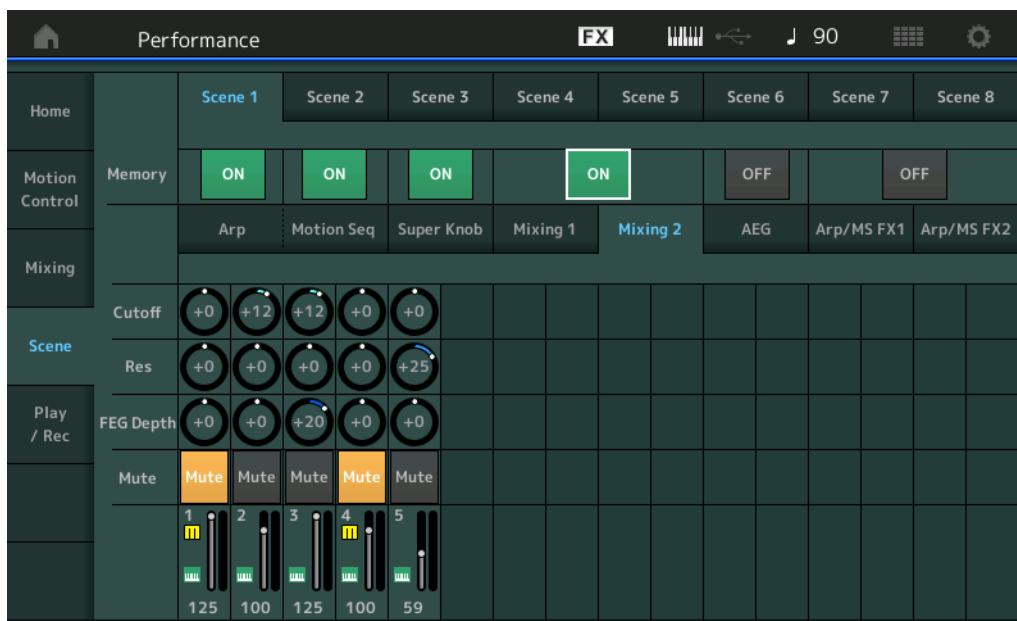 Performance FX 90
Home Scene 1 Scene 2 Scene 3 Scene 4 Scene 5 Scene 6 Scene 7 Scene 8
Motion
Control
Memory ON ON ON ON OFF OFF
Arp Motion Seq Super Knob Mixing 1 Mixing 2 AEG Arp/MS FX1 Arp/MS FX2
Mixing
Cutoff +0 +12 +12 +0 +0
Scene
Res +0 +0 +0 +0 +25
Play
/ Rec
FEG Depth +0 +0 +20 +0 +0
Mute Mute Mute Mute Mute Mute
1 2 3 4 5
M M
125 100 125 100 59